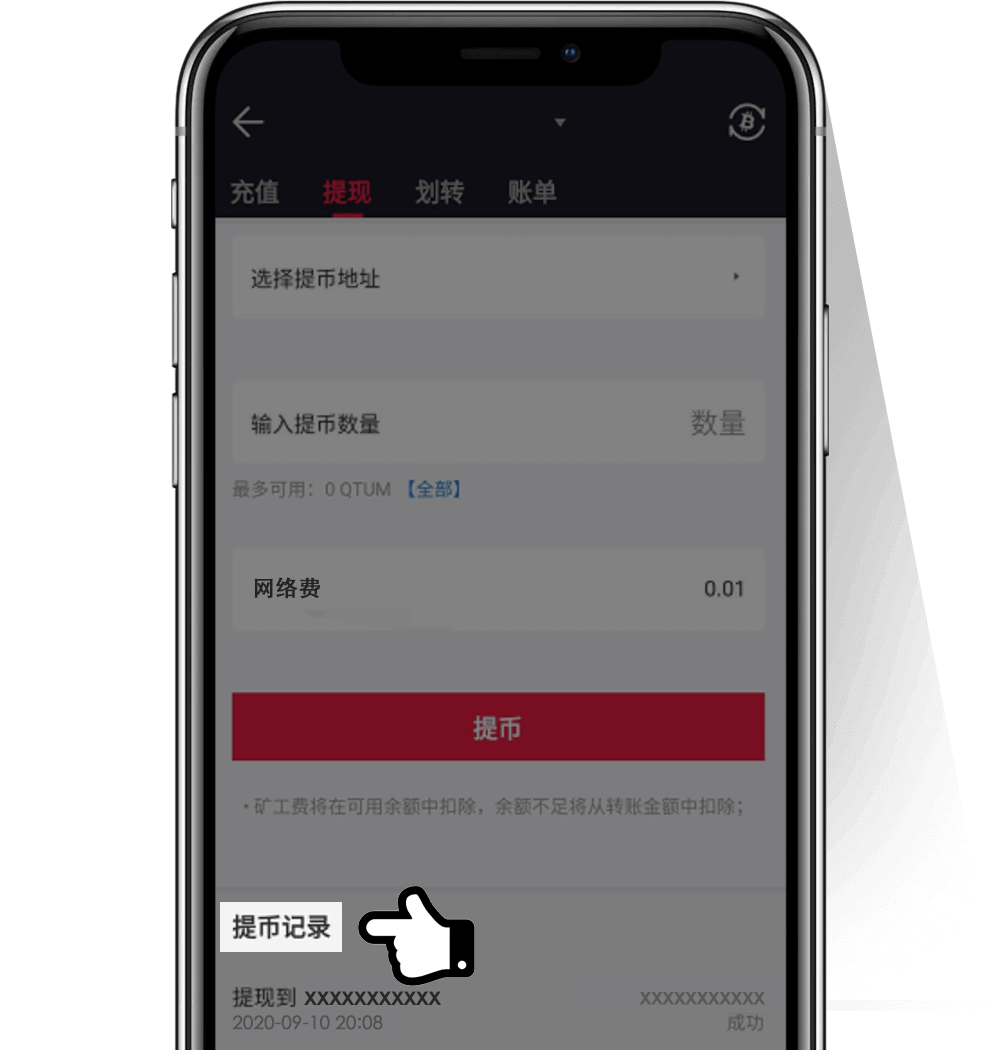 充值 提现 划转 账单
选择提币地址
输入提币数量 数量
最多可用：0 QTUM 【全部】
网络费 0.01
提币
·矿工费将在可用余额中扣除，余额不足将从转账金额中扣除；
提币记录
提现到 XXXXXXXXXXX XXXXXXXXXXX
2020-09-10 20:08 成功